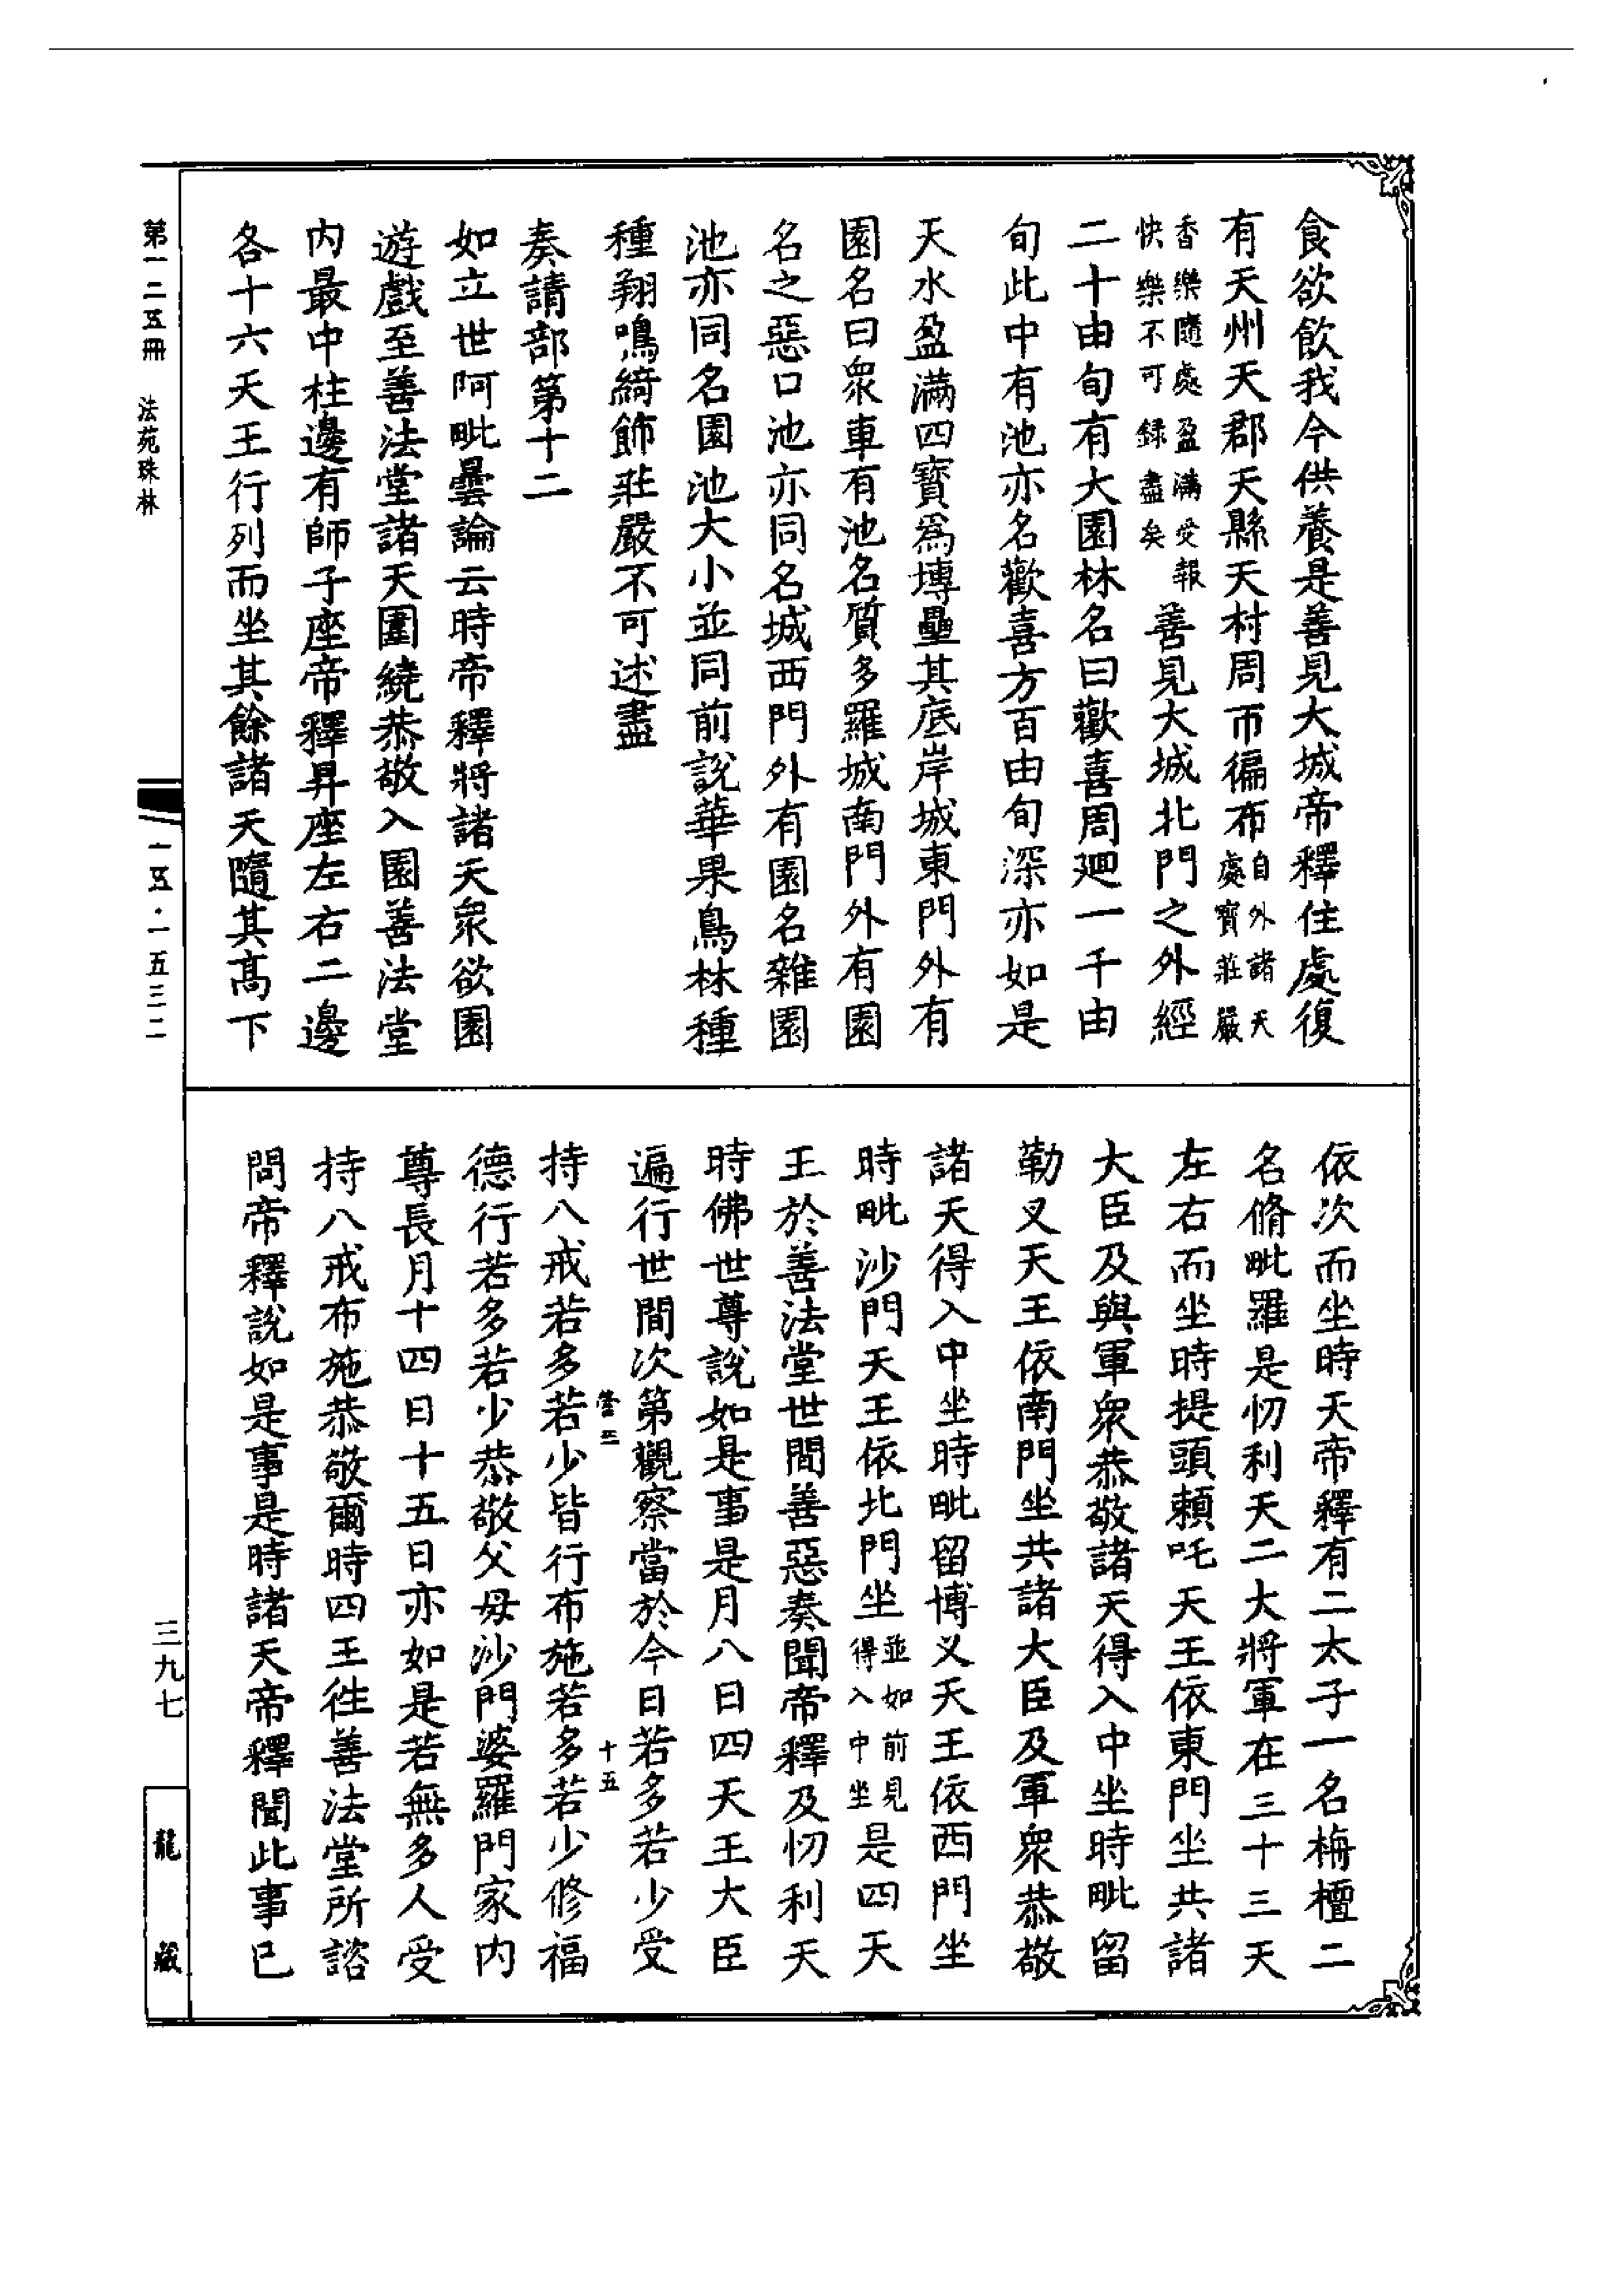 食欲飲我今供養是善見大城帝釋住處復
有天州天郡天縣天村周帀徧布自外諸天處寶莊嚴
香樂隨處盈滿受報快樂不可録盡矣善見大城北門之外經
二十由旬有大園林名曰歡喜周迴一千由
旬此中有池亦名歡喜方百由旬深亦如是
天水盈滿四寶爲塼壘其底岸城東門外有
園名曰衆車有池名質多羅城南門外有園
名之惡口池亦同名城西門外有園名雜園
池亦同名園池大小並同前說華果鳥林種
種翔鳴綺飾莊嚴不可述盡
奏請部第十二
如立世阿毗曇論云時帝釋將諸天衆欲園
遊戲至善法堂諸天圍繞恭敬入園善法堂
内最中柱邊有師子座帝釋昇座左右二邊
各十六天王行列而坐其餘諸天隨其髙下
依次而坐時天帝釋有二太子一名栴檀二
名脩毗羅是忉利天二大將軍在三十三天
左右而坐時提頭頼吒天王依東門坐共諸
大臣及與軍衆恭敬諸天得入中坐時毗留
勒叉天王依南門坐共諸大臣及軍衆恭敬
諸天得入中坐時毗留博叉天王依西門坐
時毗沙門天王依北門坐並如前見得入中坐是四天
王於善法堂世間善惡奏聞帝釋及忉利天
時佛世尊說如是事是月八日四天王大臣
遍行世間次第觀察當於今日若多若少受
十五
持八戒若多若少皆行布施若多若少修福
德行若多若少恭敬父母沙門婆羅門家内
尊長月十四日十五日亦如是若無多人受
持八戒布施恭敬爾時四王徃善法堂所諮
問帝釋說如是事是時諸天帝釋聞此事已
第一二五冊 法苑珠林
一五·一五三二
三九七
龍藏